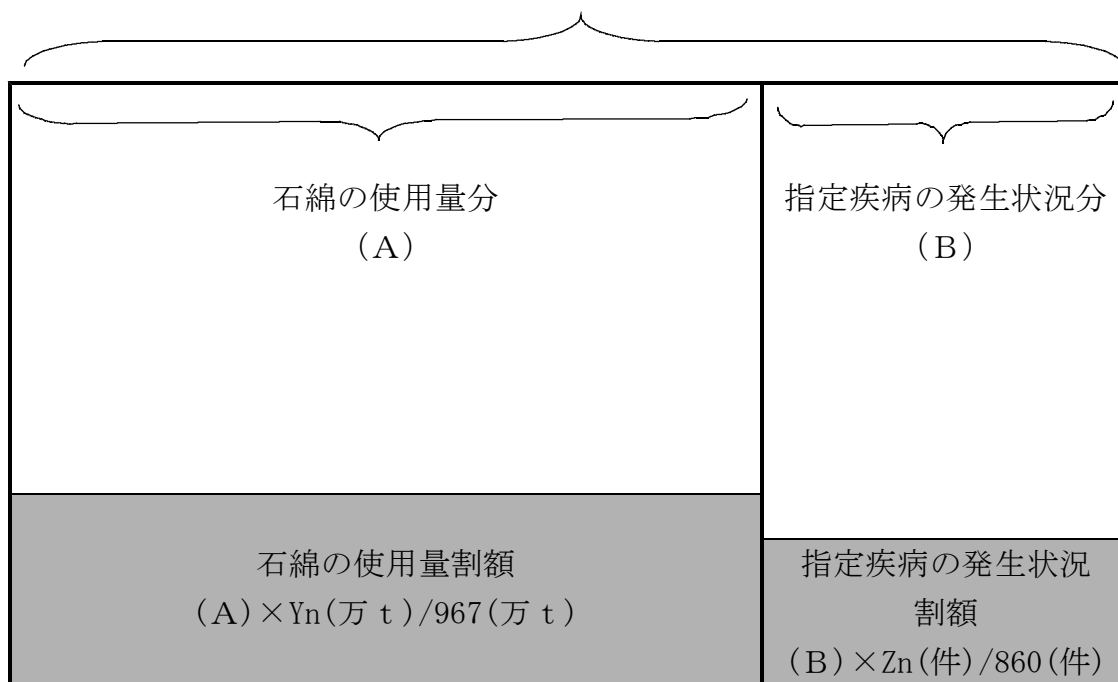 石綿の使用量分
（A）
指定疾病の発生状況分
（B）
石綿の使用量割額
（A）×Yn(万ｔ)/967(万ｔ)
指定疾病の発生状況
割額
（B）×Zn(件)/860(件)